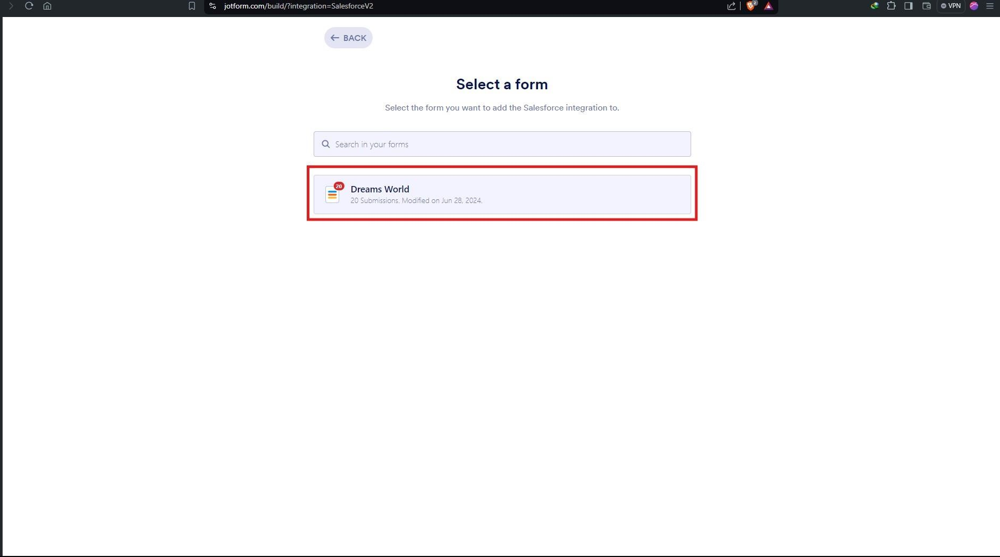 jotform.com/build/?integration=SalesforceV2
2
VPN
BACK
Select a form
Select the form you want to add the Salesforce integration to.
Search in your forms
20
Dreams World
20 Submissions. Modified on Jun 28, 2024.